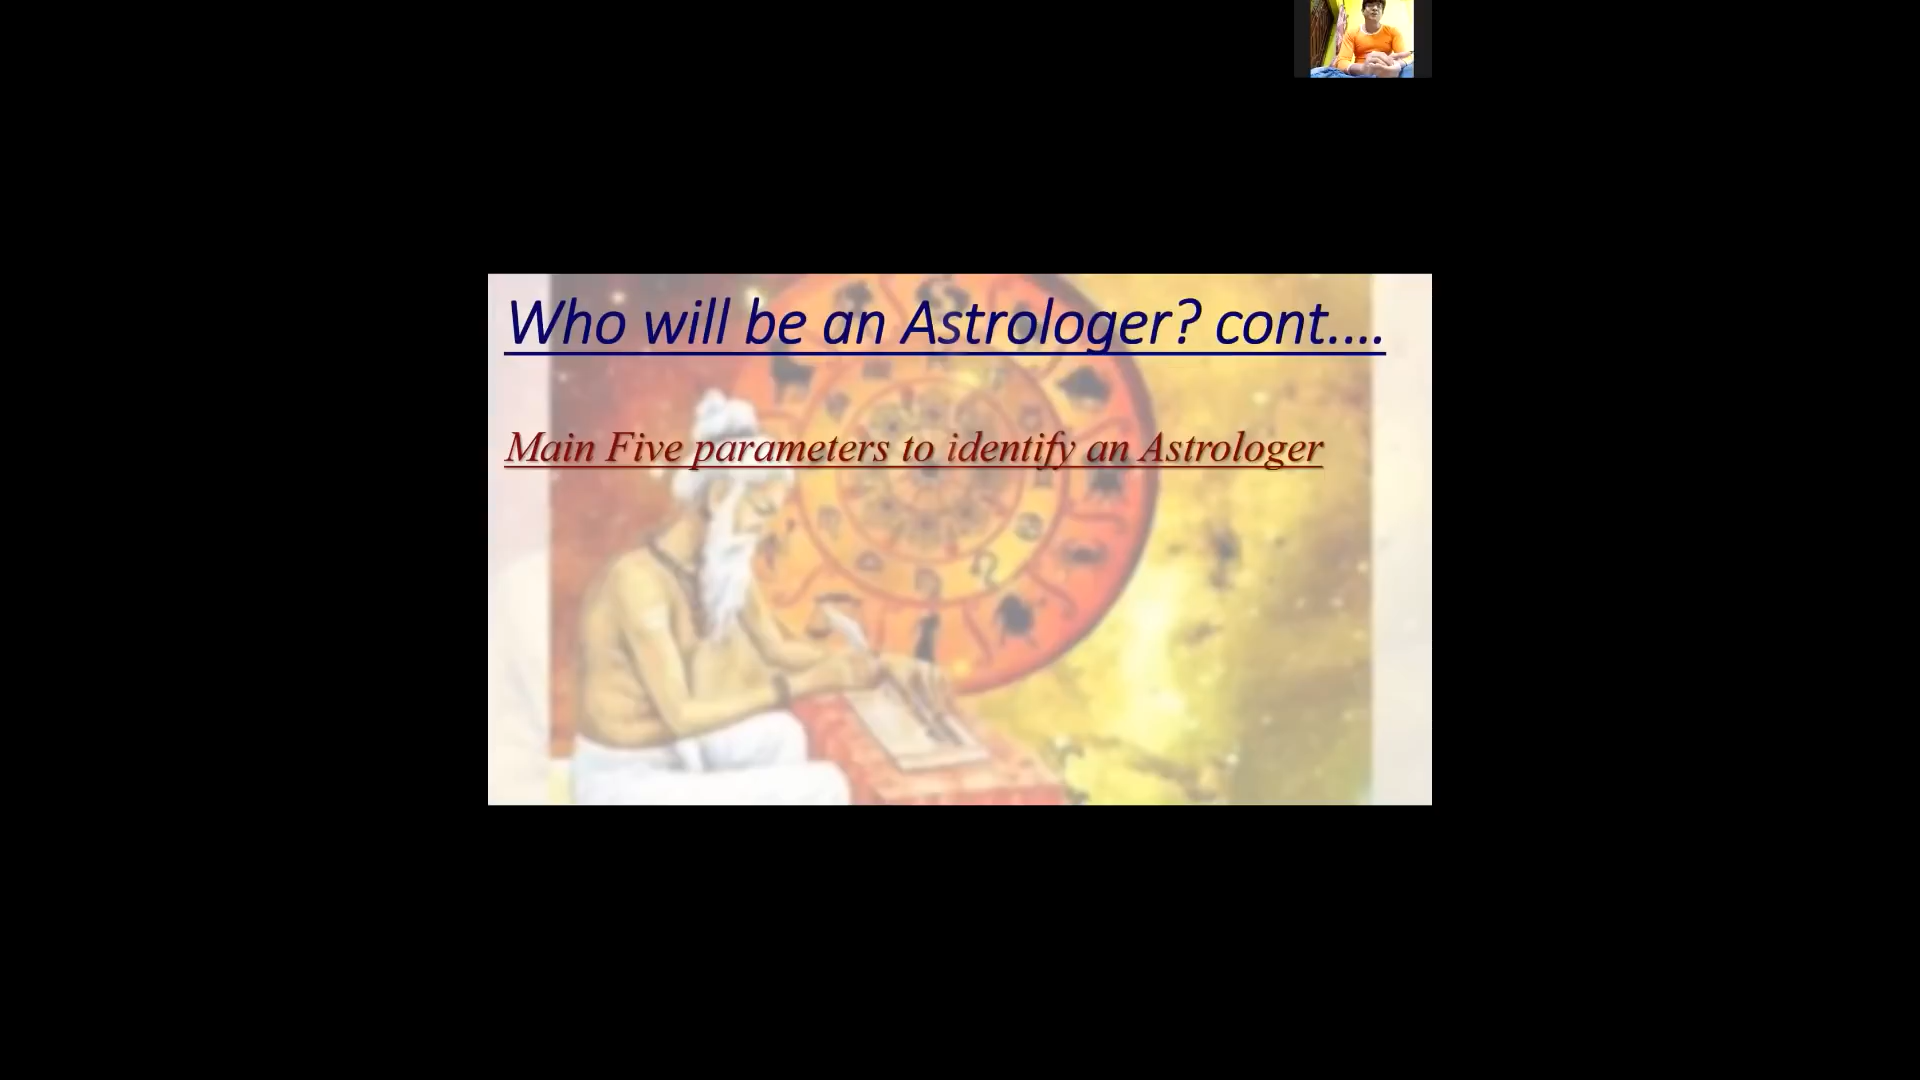 Who will be an Astrologer? cont....
Main Five parameters to identify an Astrologer